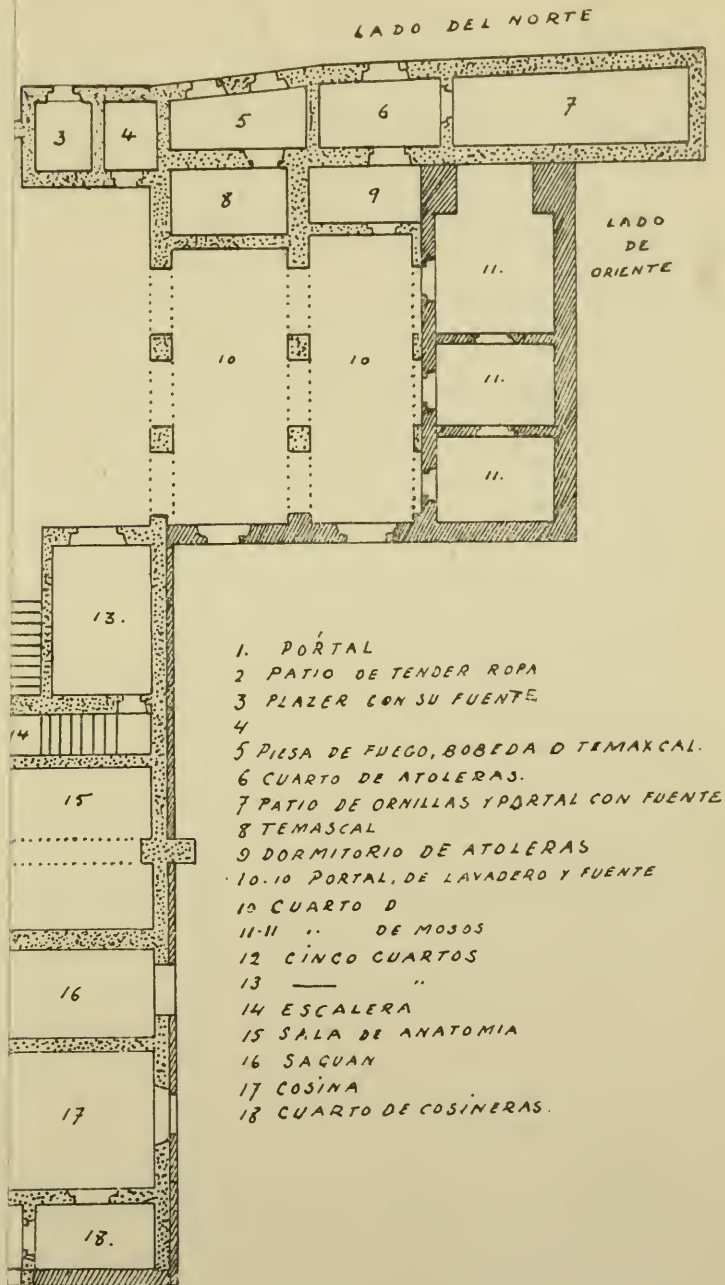 LADO DEL NORTE
3
4
5
6
7
8
9
LADO
DE
ORIENTE
11.
10
10
11.
11.
13.
14
15
16
17
18.
1. PORTAL
2 PATIO DE TENDER ROPA
3 PLAZER CON SU FUENTE
4
5 PIESA DE FUEGO, BOBEDA O TEMAXCAL.
6 CUARTO DE ATOLERAS.
7 PATIO DE ORNILLAS Y PORTAL CON FUENTE
8 TEMASCAL
9 DORMITORIO DE ATOLERAS
10.10 PORTAL, DE LAVADERO Y FUENTE
10 CUARTO D
11-11 " DE MOSOS
12 CINCO CUARTOS
13 — "
14 ESCALERA
15 SALA DE ANATOMIA
16 SAGUAN
17 COSINA
18 CUARTO DE COSINERAS.